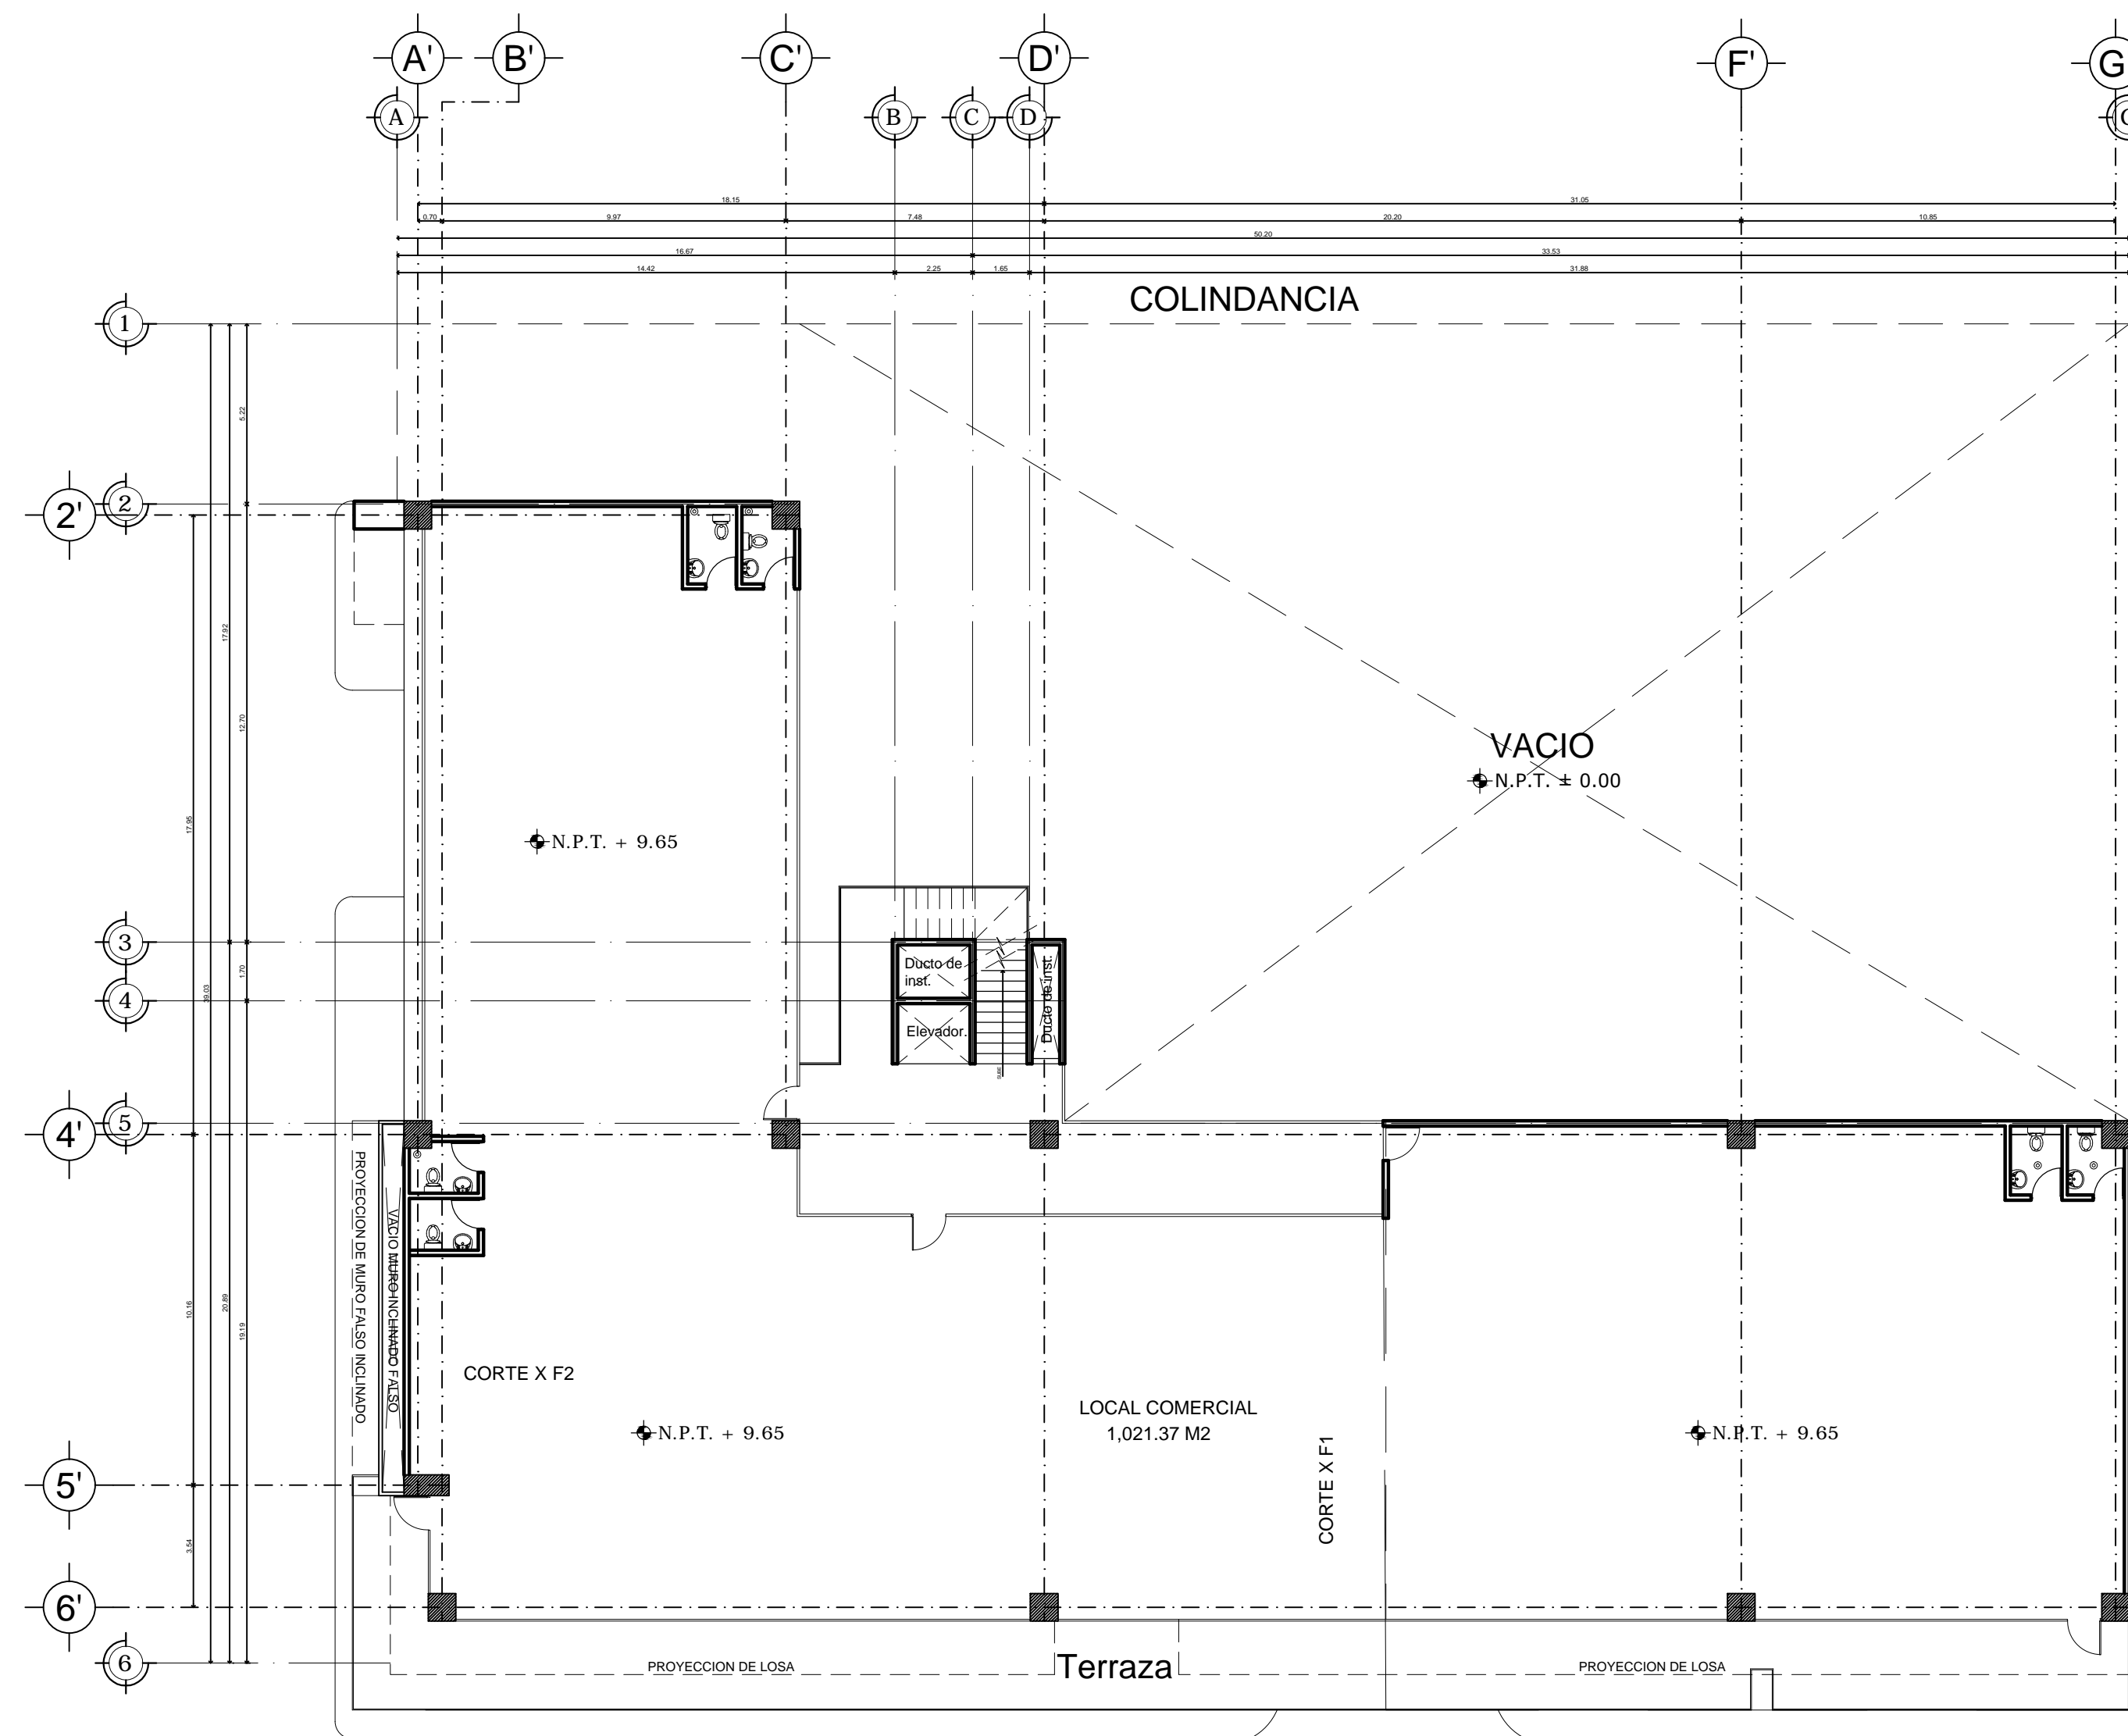 A'
B'
C'
D'
F'
G
A
B
C
D
18.15
31.05
0.70
9.97
7.48
20.20
10.85
50.20
16.67
33.53
14.42
2.25
1.65
31.88
COLINDANCIA
1
5.22
2'
2
17.92
12.70
VACIO
N.P.T. ± 0.00
17.95
N.P.T. + 9.65
3
Ducto de
inst.
Ducto de inst.
1.70
39.03
4
Elevador.
SUBE
4'
5
PROYECCION DE MURO FALSO INCLINADO
VACIO MURO INCLINADO FALSO
10.16
20.89
19.19
CORTE X F2
LOCAL COMERCIAL
1,021.37 M2
N.P.T. + 9.65
N.P.T. + 9.65
CORTE X F1
5'
3.54
6'
6
PROYECCION DE LOSA
Terraza
PROYECCION DE LOSA